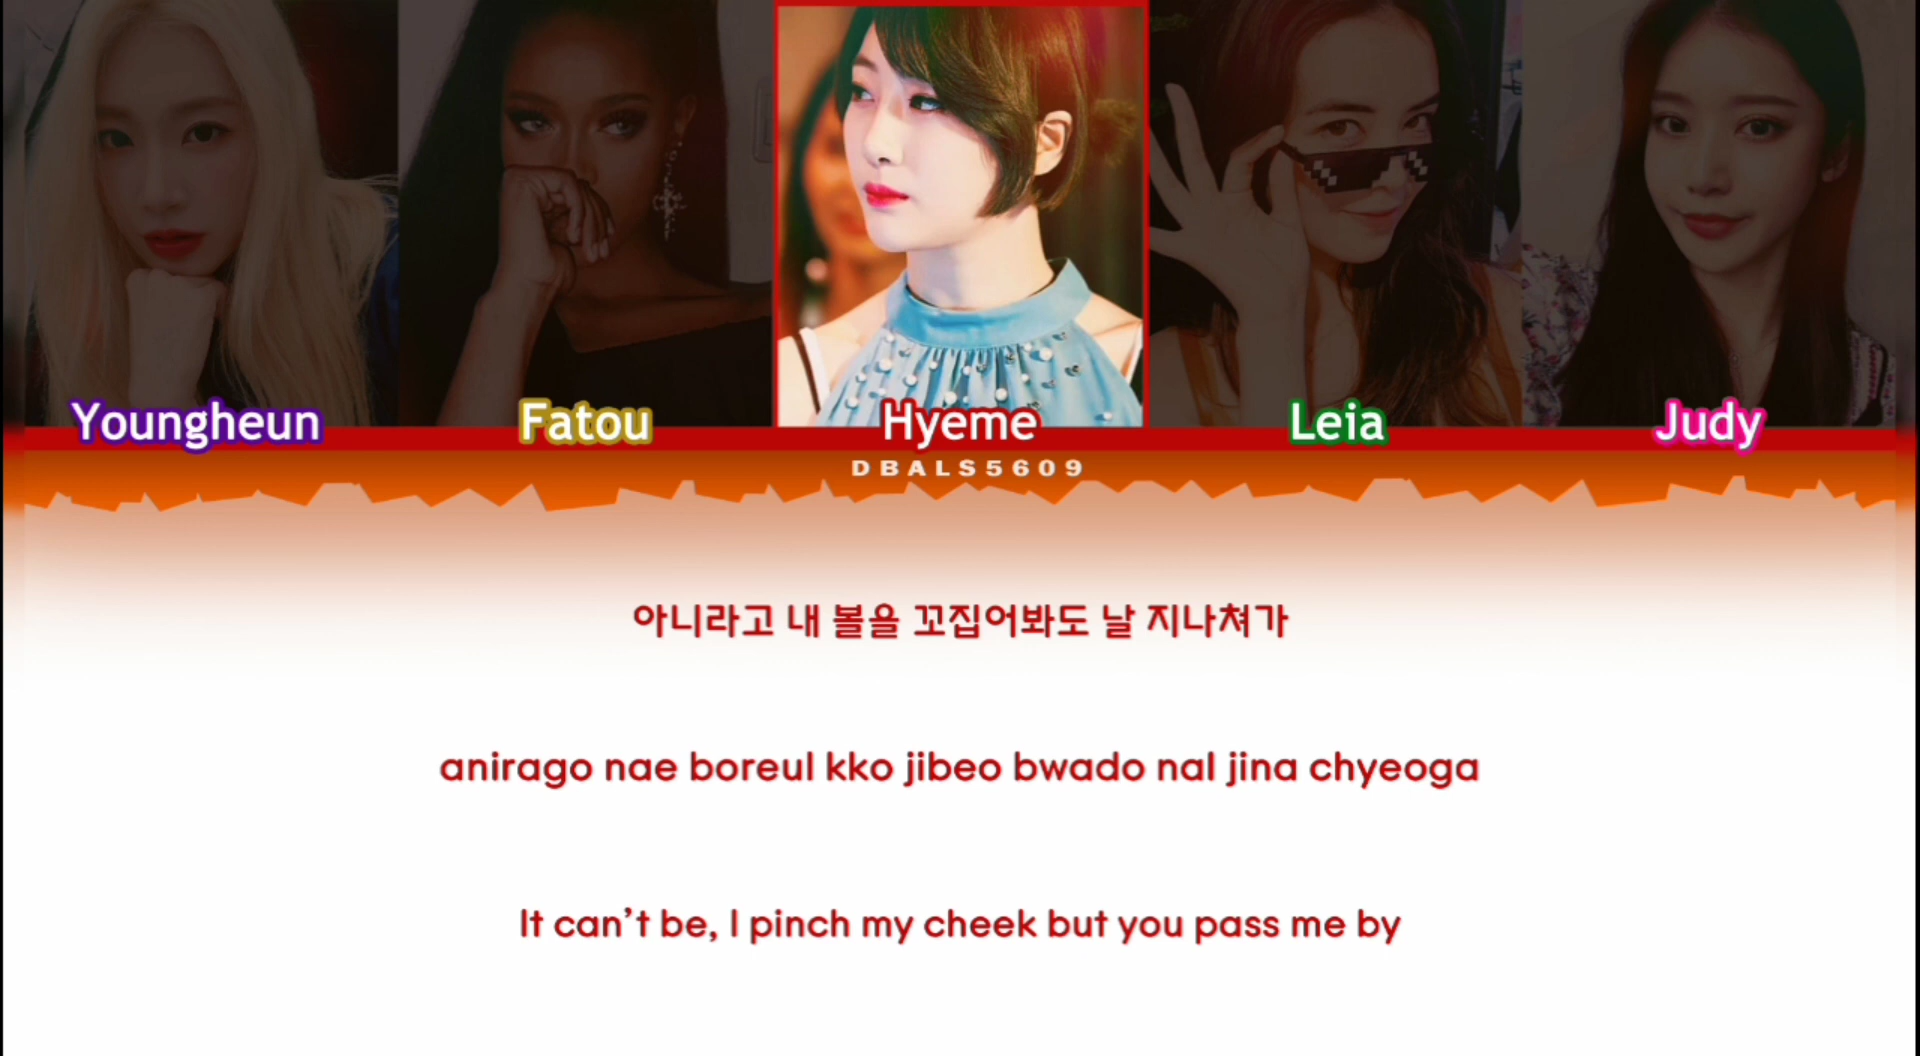 Youngheun Fatou Hyeme Leia Judy
DBALS5609
아니라고 내 볼을 꼬집어봐도 날 지나쳐가
anirago nae boreul kko jibeo bwado nal jina chyeoga
It can't be, I pinch my cheek but you pass me by